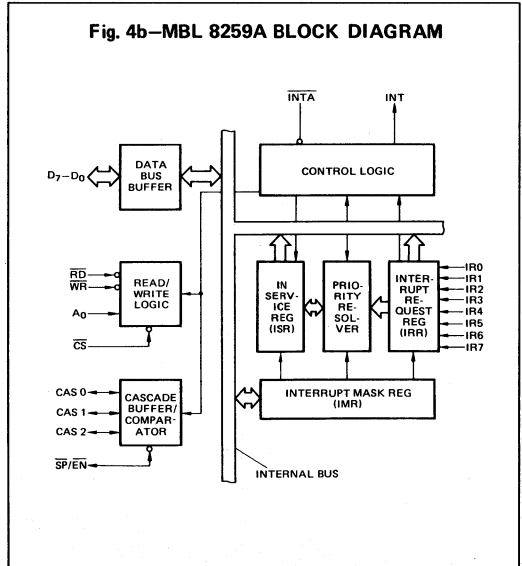 Fig. 4b—MBL 8259A BLOCK DIAGRAM
INTA
INT
DATA
BUS
BUFFER
D7–D0
CONTROL LOGIC
RD
WR
A0
CS
READ/
WRITE
LOGIC
IN
SERV-
ICE
REG
(ISR)
PRIO-
RITY
RE-
SOL-
VER
INTER-
RUPT
RE-
QUEST
REG
(IRR)
IR0
IR1
IR2
IR3
IR4
IR5
IR6
IR7
CAS 0
CAS 1
CAS 2
SP/EN
CASCADE
BUFFER/
COMPAR-
ATOR
INTERRUPT MASK REG
(IMR)
INTERNAL BUS